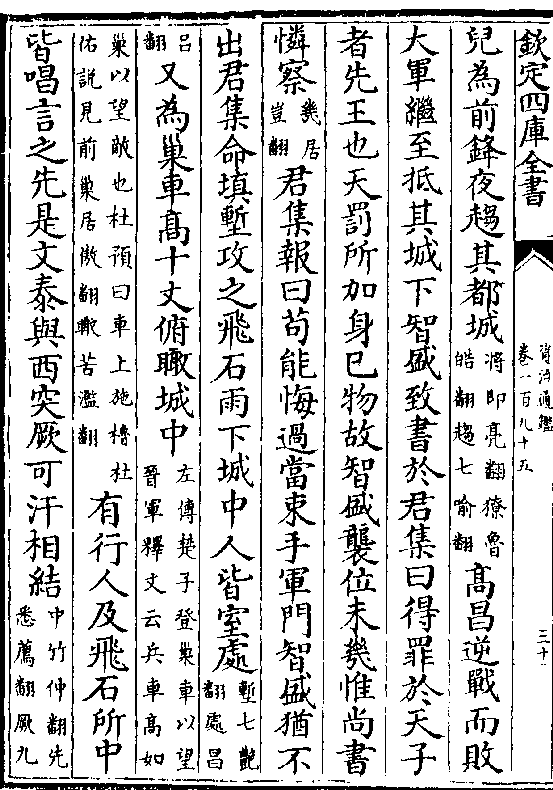 欽定四庫全書
資治通鑑
卷一百九十五
三十
兒為前鋒夜趨其都城將即亮翻獠魯皓翻趨七喻翻高昌逆戰而敗
大軍繼至抵其城下智盛致書於君集曰得罪於天子
者先王也天罰所加身已物故智盛襲位未幾惟尚書
憐察幾居豈翻君集報曰苟能悔過當束手軍門智盛猶不
出君集命填塹攻之飛石雨下城中人皆室處塹七艷翻處昌
呂翻又為巢車高十丈俯瞰城中左傳楚子登巢車以望晉軍釋文云兵車高如
巢以望敵也杜預曰車上施櫓杜佑說見前巢居傲翻瞰苦濫翻有行人及飛石所中
皆唱言之先是文泰與西突厥可汗相結中竹仲翻先悉薦翻厥九